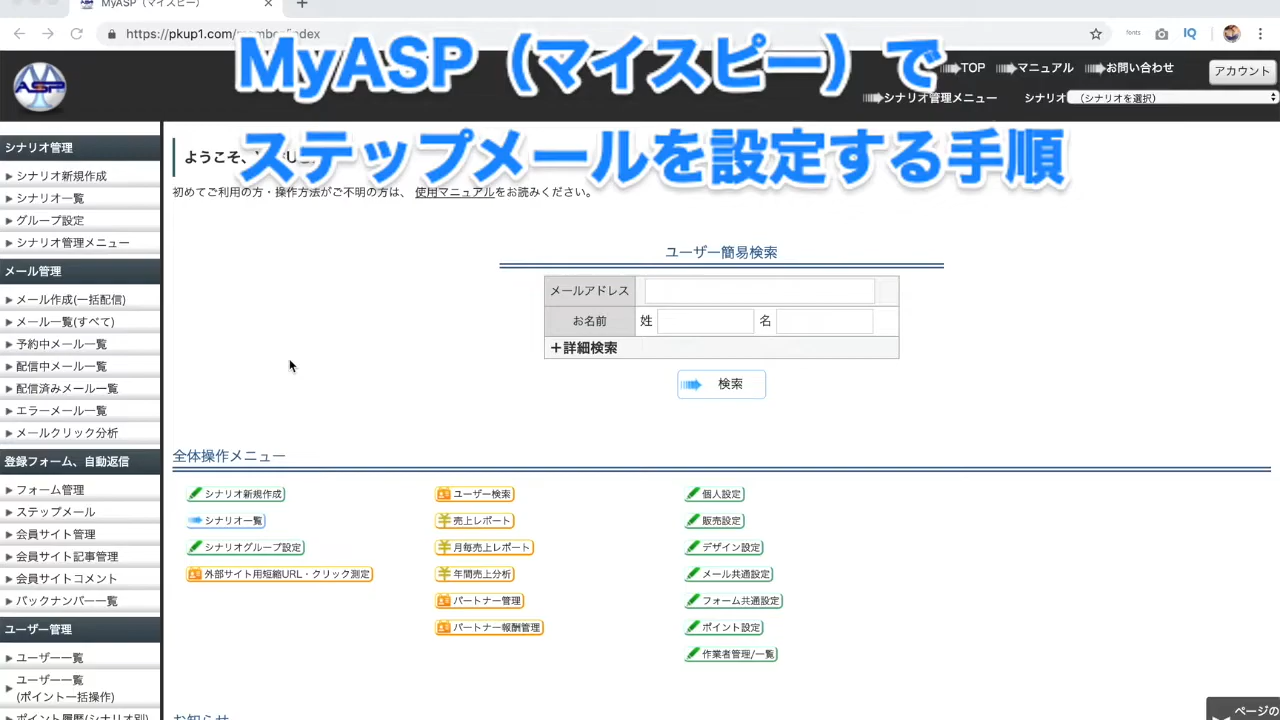 MyASP（マイスピー）
https://pkup1.com/member/index
fonts
IQ
MyASP（マイスピー）で
ステップメールを設定する手順
ASP
TOP
マニュアル
お問い合わせ
アカウント
シナリオ管理メニュー
シナリオ
（シナリオを選択）
シナリオ管理
シナリオ新規作成
シナリオ一覧
グループ設定
シナリオ管理メニュー
メール管理
メール作成(一括配信)
メール一覧(すべて)
予約中メール一覧
配信中メール一覧
配信済みメール一覧
エラーメール一覧
メールクリック分析
登録フォーム、自動返信
フォーム管理
ステップメール
会員サイト管理
会員サイト記事管理
会員サイトコメント
バックナンバー一覧
ユーザー管理
ユーザー一覧
ユーザー一覧
(ポイント一括操作)
ポイント履歴(シナリオ別)
ようこそ、
初めてご利用の方・操作方法がご不明の方は、 使用マニュアルをお読みください。
ユーザー簡易検索
メールアドレス
お名前 姓 名
＋詳細検索
検索
全体操作メニュー
シナリオ新規作成
シナリオ一覧
シナリオグループ設定
外部サイト用短縮URL・クリック測定
ユーザー検索
売上レポート
月毎売上レポート
年間売上分析
パートナー管理
パートナー報酬管理
個人設定
販売設定
デザイン設定
メール共通設定
フォーム共通設定
ポイント設定
作業者管理/一覧
お知らせ
ページの